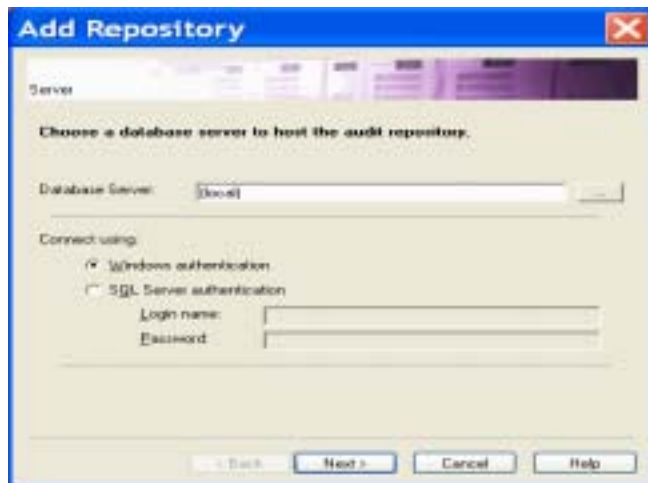 Add Repository
Server
Choose a database server to host the audit repository.
Database Server: (local) ...
Connect using:
Windows authentication
SQL Server authentication
Login name:
Password:
< Back Next > Cancel Help